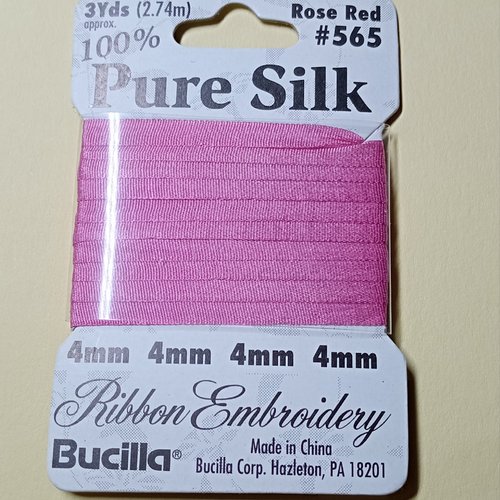 3Yds (2.74m) Rose Red
approx. #565
100%
Pure Silk
4mm 4mm 4mm 4mm
Ribbon Embroidery
Bucilla® Made in China
Bucilla Corp. Hazleton, PA 18201